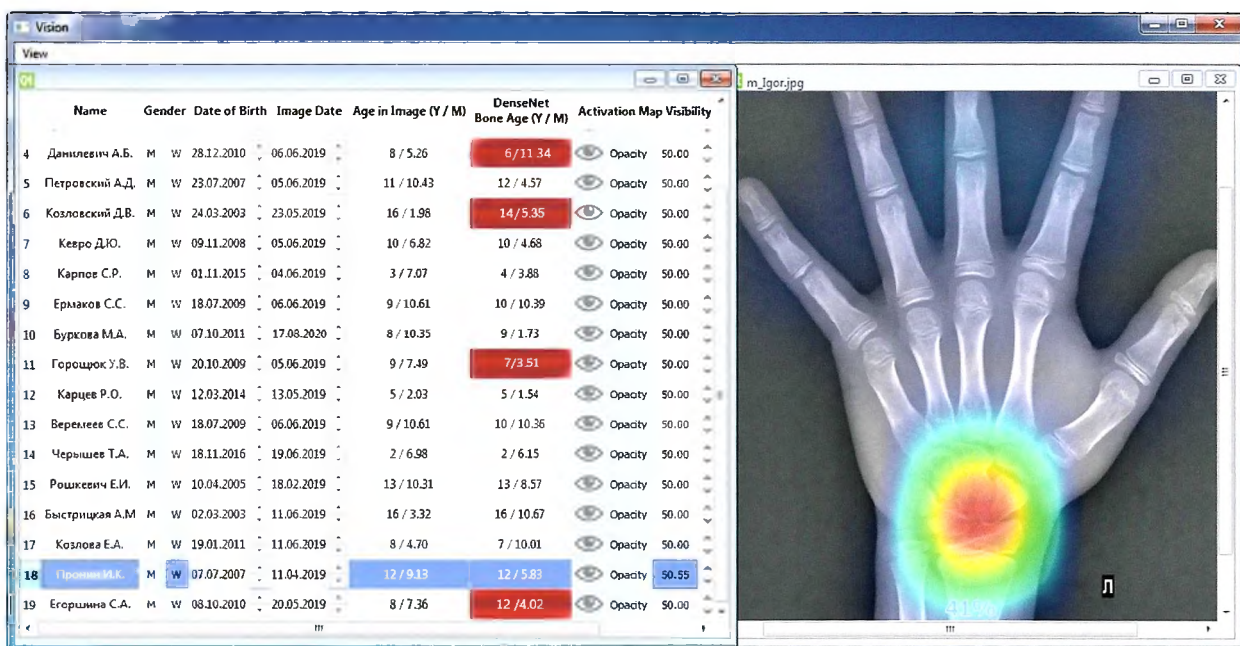 Vision
View
Q1
m_Igor.jpg
Name Gender Date of Birth Image Date Age in Image (Y / M) DenseNet Bone Age (Y / M) Activation Map Visibility
4 Данилевич А.Б. M W 28.12.2010 06.06.2019 8 / 5.26 6/11.34 Opacity 50.00
5 Петровский А.Д. M W 23.07.2007 05.06.2019 11 / 10.43 12 / 4.57 Opacity 50.00
6 Козловский Д.В. M W 24.03.2003 23.05.2019 16 / 1.98 14/5.35 Opacity 50.00
7 Кевро Д.Ю. M W 09.11.2008 05.06.2019 10 / 6.82 10 / 4.68 Opacity 50.00
8 Карпов С.Р. M W 01.11.2015 04.06.2019 3 / 7.07 4 / 3.88 Opacity 50.00
9 Ермаков С.С. M W 18.07.2009 06.06.2019 9 / 10.61 10 / 10.39 Opacity 50.00
10 Буркова М.А. M W 07.10.2011 17.08.2020 8 / 10.35 9 / 1.73 Opacity 50.00
11 Горощюк У.В. M W 20.10.2009 05.06.2019 9 / 7.49 7/3.51 Opacity 50.00
12 Карцев Р.О. M W 12.03.2014 13.05.2019 5 / 2.03 5 / 1.54 Opacity 50.00
13 Веремеев С.С. M W 18.07.2009 06.06.2019 9 / 10.61 10 / 10.36 Opacity 50.00
14 Черышев Т.А. M W 18.11.2016 19.06.2019 2 / 6.98 2 / 6.15 Opacity 50.00
15 Рошкевич Е.И. M W 10.04.2005 18.02.2019 13 / 10.31 13 / 8.57 Opacity 50.00
16 Быстрицкая А.М M W 02.03.2003 11.06.2019 16 / 3.32 16 / 10.67 Opacity 50.00
17 Козлова Е.А. M W 19.01.2011 11.06.2019 8 / 4.70 7 / 10.01 Opacity 50.00
18 Пронин И.К. M W 07.07.2007 11.04.2019 12 / 9.13 12 / 5.83 Opacity 50.55
19 Егоршина С.А. M W 08.10.2010 20.05.2019 8 / 7.36 12 /4.02 Opacity 50.00
Л